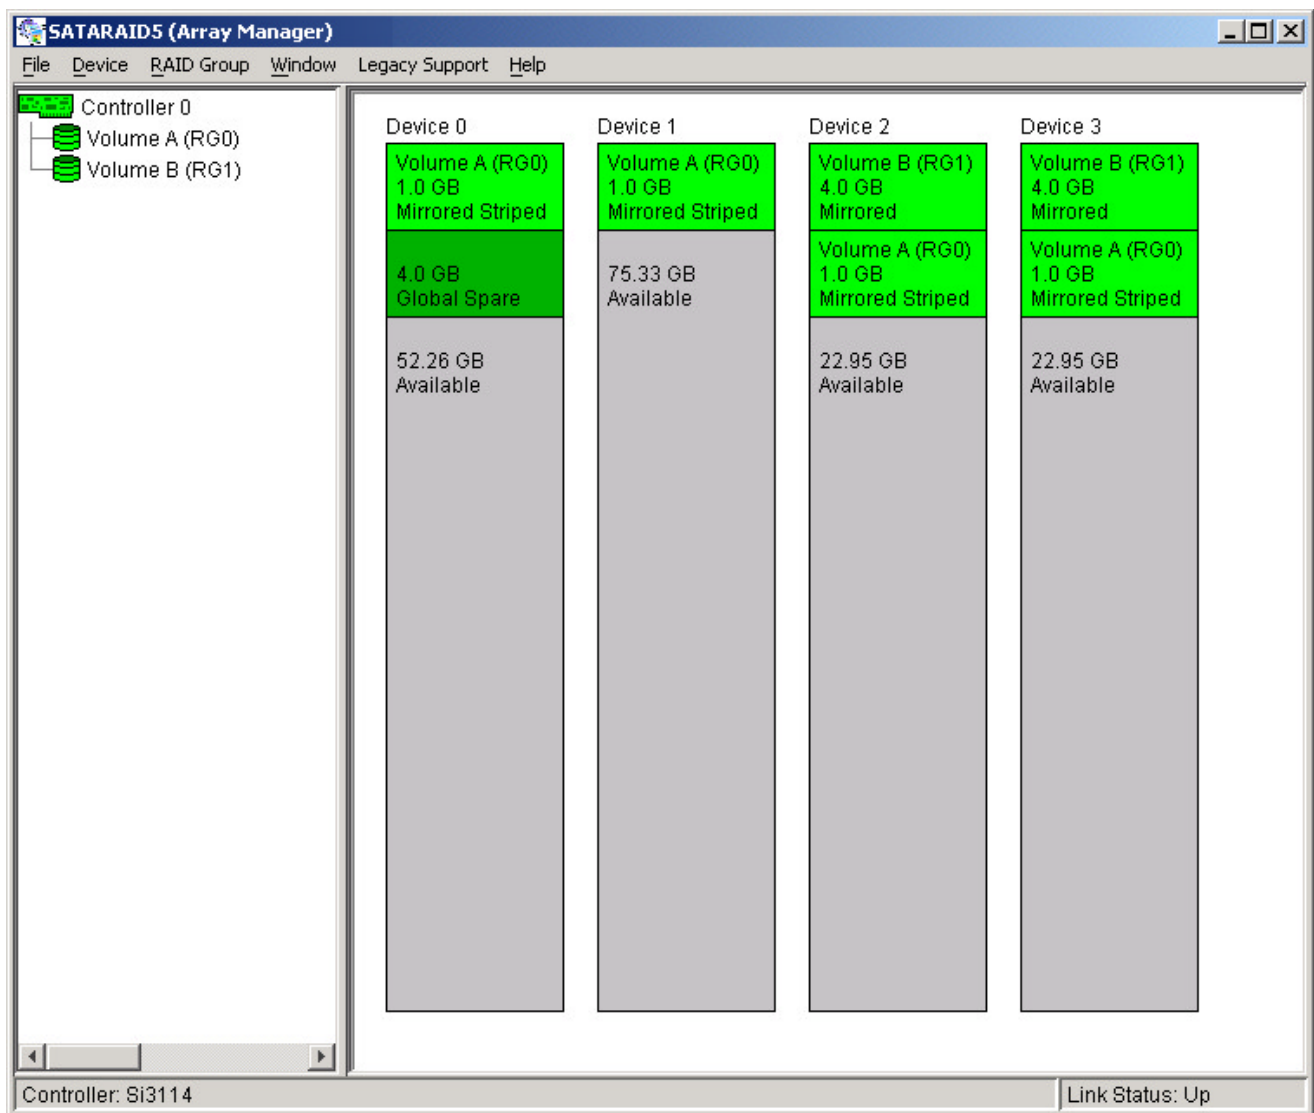 SATARAID5 (Array Manager)
File Device RAID Group Window Legacy Support Help
Controller 0
Volume A (RG0)
Volume B (RG1)
Device 0
Volume A (RG0)
1.0 GB
Mirrored Striped
4.0 GB
Global Spare
52.26 GB
Available
Device 1
Volume A (RG0)
1.0 GB
Mirrored Striped
75.33 GB
Available
Device 2
Volume B (RG1)
4.0 GB
Mirrored
Volume A (RG0)
1.0 GB
Mirrored Striped
22.95 GB
Available
Device 3
Volume B (RG1)
4.0 GB
Mirrored
Volume A (RG0)
1.0 GB
Mirrored Striped
22.95 GB
Available
Controller: Si3114
Link Status: Up